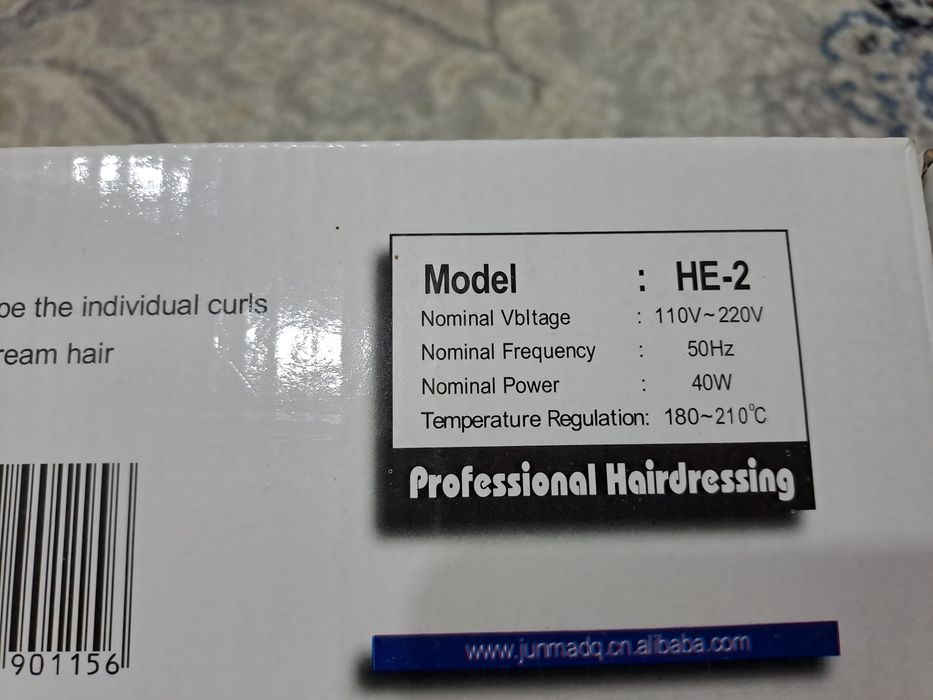 pe the individual curls
ream hair
901156
Model : HE-2
Nominal Vbltage : 110V~220V
Nominal Frequency : 50Hz
Nominal Power : 40W
Temperature Regulation: 180~210°C
Professional Hairdressing
www.junmadq.cn.alibaba.com